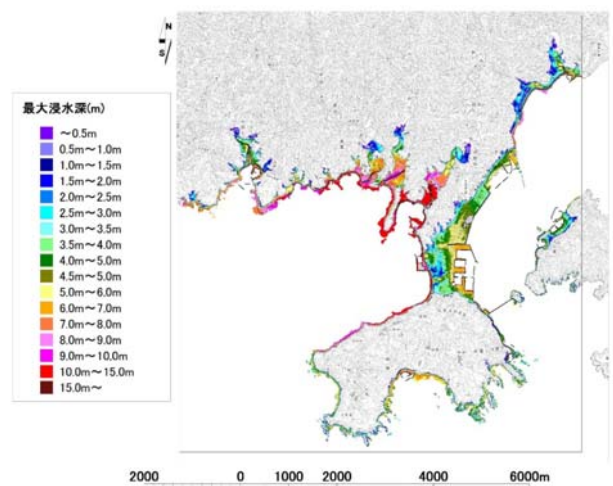 N
S
最大浸水深(m)
～0.5m
0.5m～1.0m
1.0m～1.5m
1.5m～2.0m
2.0m～2.5m
2.5m～3.0m
3.0m～3.5m
3.5m～4.0m
4.0m～5.0m
4.5m～5.0m
5.0m～6.0m
6.0m～7.0m
7.0m～8.0m
8.0m～9.0m
9.0m～10.0m
10.0m～15.0m
15.0m～
2000 0 1000 2000 4000 6000m